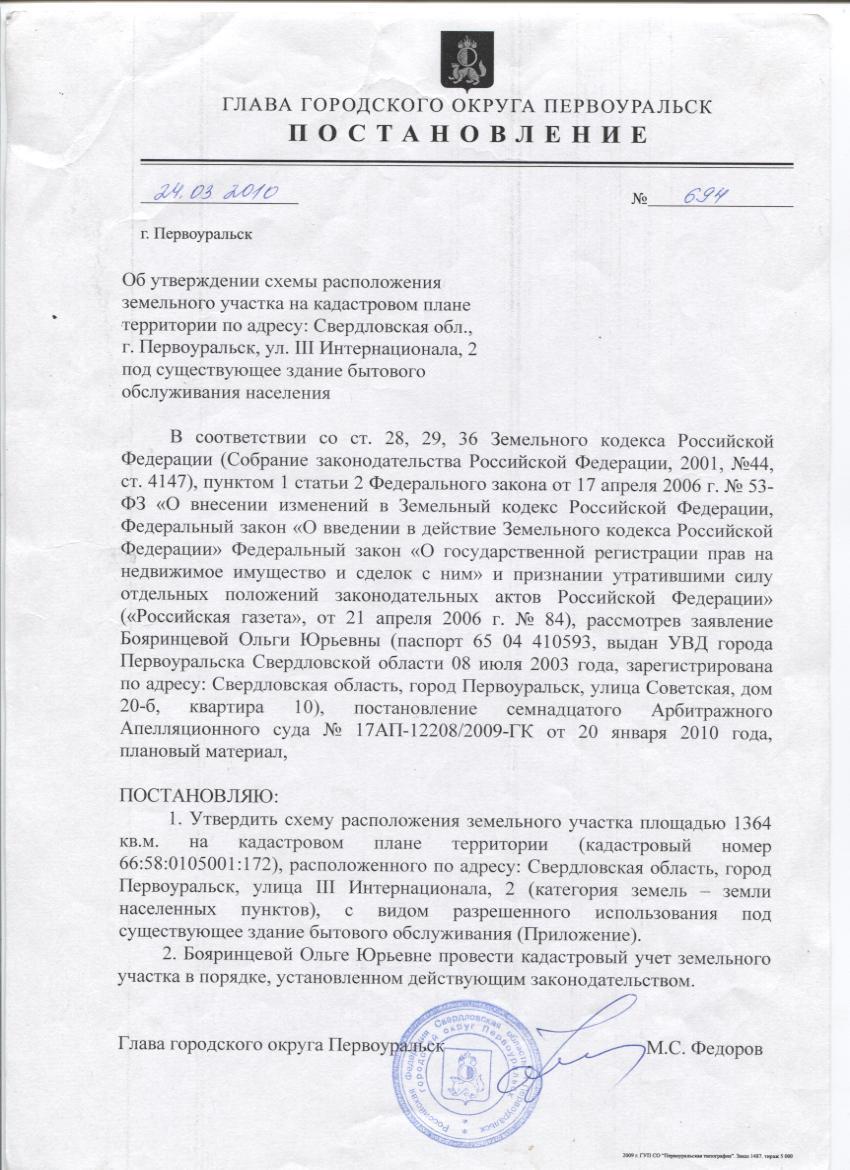 ГЛАВА ГОРОДСКОГО ОКРУГА ПЕРВОУРАЛЬСК
ПОСТАНОВЛЕНИЕ
24.03 2010
№ 694
г. Первоуральск
Об утверждении схемы расположения
земельного участка на кадастровом плане
территории по адресу: Свердловская обл.,
г. Первоуральск, ул. III Интернационала, 2
под существующее здание бытового
обслуживания населения
В соответствии со ст. 28, 29, 36 Земельного кодекса Российской
Федерации (Собрание законодательства Российской Федерации, 2001, №44,
ст. 4147), пунктом 1 статьи 2 Федерального закона от 17 апреля 2006 г. № 53-
ФЗ «О внесении изменений в Земельный кодекс Российской Федерации,
Федеральный закон «О введении в действие Земельного кодекса Российской
Федерации» Федеральный закон «О государственной регистрации прав на
недвижимое имущество и сделок с ним» и признании утратившими силу
отдельных положений законодательных актов Российской Федерации»
(«Российская газета», от 21 апреля 2006 г. № 84), рассмотрев заявление
Бояринцевой Ольги Юрьевны (паспорт 65 04 410593, выдан УВД города
Первоуральска Свердловской области 08 июля 2003 года, зарегистрирована
по адресу: Свердловская область, город Первоуральск, улица Советская, дом
20-б, квартира 10), постановление семнадцатого Арбитражного
Апелляционного суда № 17АП-12208/2009-ГК от 20 января 2010 года,
плановый материал,
ПОСТАНОВЛЯЮ:
1. Утвердить схему расположения земельного участка площадью 1364
кв.м. на кадастровом плане территории (кадастровый номер
66:58:0105001:172), расположенного по адресу: Свердловская область, город
Первоуральск, улица III Интернационала, 2 (категория земель – земли
населенных пунктов), с видом разрешенного использования под
существующее здание бытового обслуживания (Приложение).
2. Бояринцевой Ольге Юрьевне провести кадастровый учет земельного
участка в порядке, установленном действующим законодательством.
Глава городского округа Первоуральск
М.С. Федоров
Российская Федерация Свердловская область Первоуральск
городской округ Первоуральск
2009 г. ГУП СО "Первоуральская типография". Заказ 1487. тираж 5 000